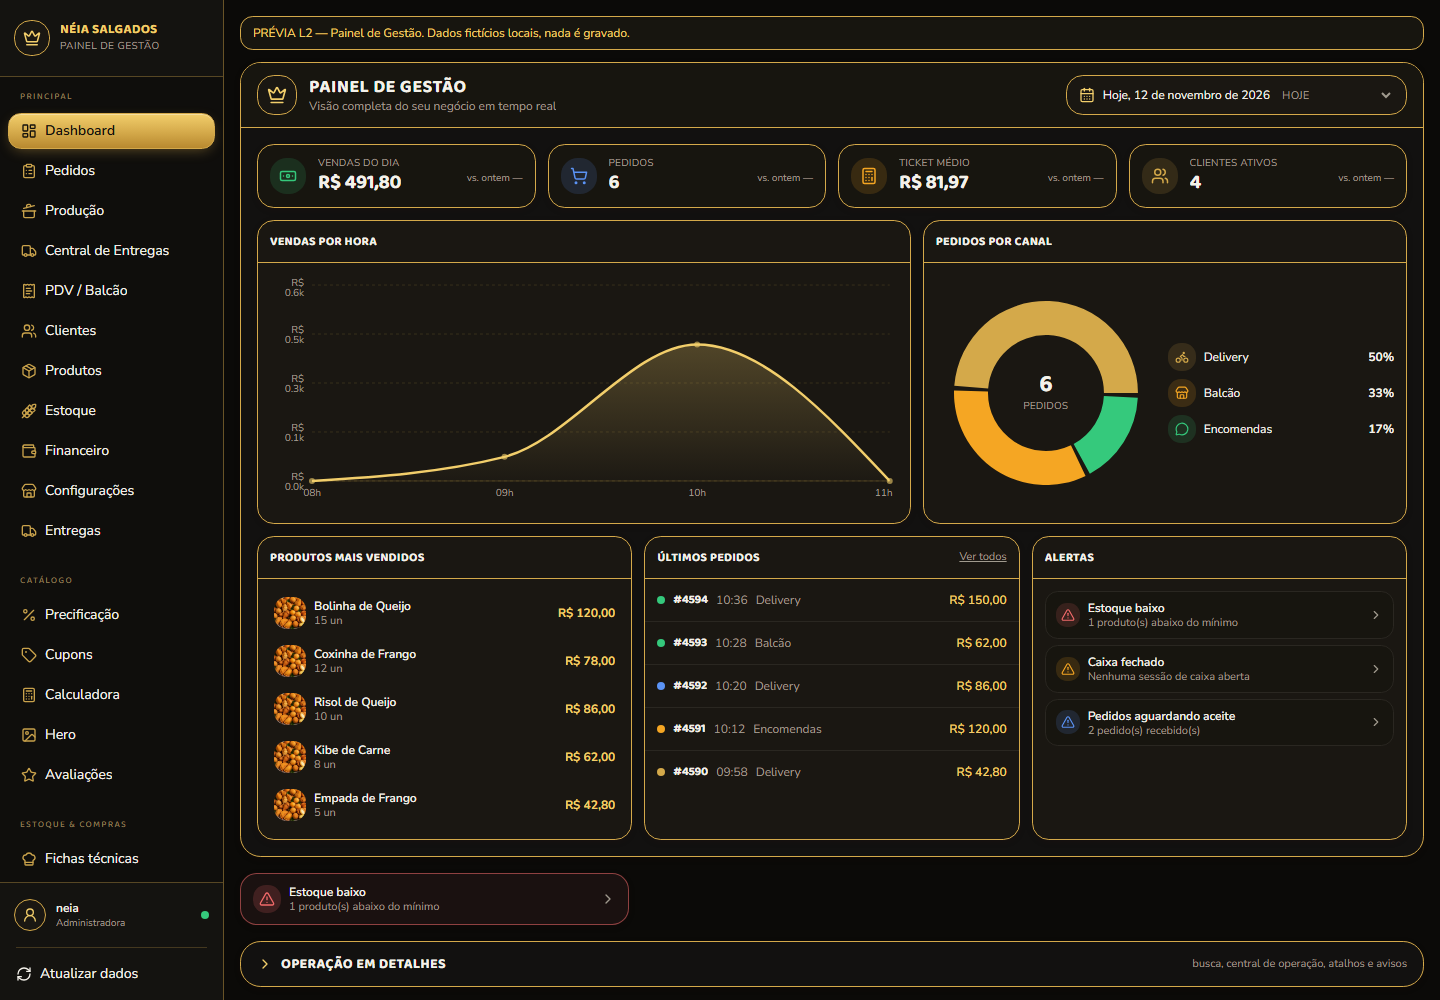 NÉIA SALGADOS
PAINEL DE GESTÃO
PRINCIPAL
Dashboard
Pedidos
Produção
Central de Entregas
PDV / Balcão
Clientes
Produtos
Estoque
Financeiro
Configurações
Entregas
CATÁLOGO
Precificação
Cupons
Calculadora
Hero
Avaliações
ESTOQUE & COMPRAS
Fichas técnicas
neia
Administradora
Atualizar dados
PRÉVIA L2 — Painel de Gestão. Dados fictícios locais, nada é gravado.
PAINEL DE GESTÃO
Visão completa do seu negócio em tempo real
Hoje, 12 de novembro de 2026 HOJE
VENDAS DO DIA
R$ 491,80
vs. ontem —
PEDIDOS
6
vs. ontem —
TICKET MÉDIO
R$ 81,97
vs. ontem —
CLIENTES ATIVOS
4
vs. ontem —
VENDAS POR HORA
R$
0.6k
R$
0.5k
R$
0.3k
R$
0.1k
R$
0.0k
08h
09h
10h
11h
PEDIDOS POR CANAL
6
PEDIDOS
Delivery 50%
Balcão 33%
Encomendas 17%
PRODUTOS MAIS VENDIDOS
Bolinha de Queijo
15 un
R$ 120,00
Coxinha de Frango
12 un
R$ 78,00
Risol de Queijo
10 un
R$ 86,00
Kibe de Carne
8 un
R$ 62,00
Empada de Frango
5 un
R$ 42,80
ÚLTIMOS PEDIDOS
Ver todos
#4594 10:36 Delivery R$ 150,00
#4593 10:28 Balcão R$ 62,00
#4592 10:20 Delivery R$ 86,00
#4591 10:12 Encomendas R$ 120,00
#4590 09:58 Delivery R$ 42,80
ALERTAS
Estoque baixo
1 produto(s) abaixo do mínimo
Caixa fechado
Nenhuma sessão de caixa aberta
Pedidos aguardando aceite
2 pedido(s) recebido(s)
Estoque baixo
1 produto(s) abaixo do mínimo
OPERAÇÃO EM DETALHES
busca, central de operação, atalhos e avisos